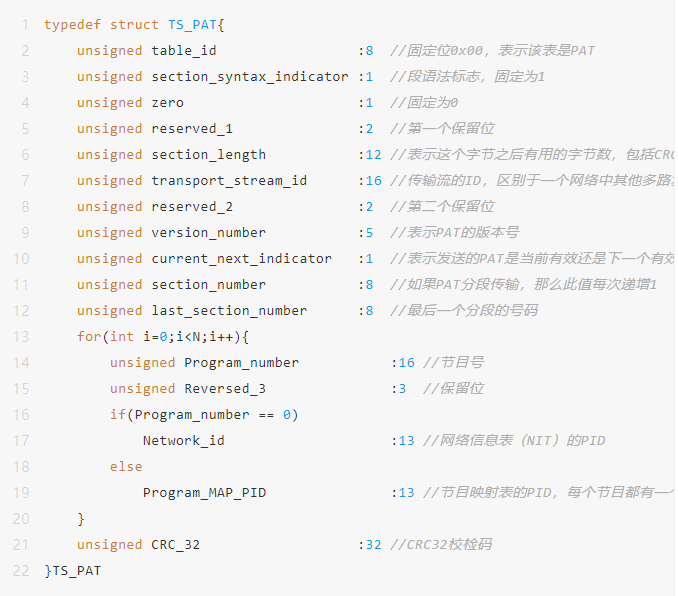 1 typedef struct TS_PAT{
2 unsigned table_id :8 //固定位0x00，表示该表是PAT
3 unsigned section_syntax_indicator :1 //段语法标志，固定为1
4 unsigned zero :1 //固定为0
5 unsigned reserved_1 :2 //第一个保留位
6 unsigned section_length :12 //表示这个字节之后有用的字节数，包括CRC
7 unsigned transport_stream_id :16 //传输流的ID，区别于一个网络中其他多路
8 unsigned reserved_2 :2 //第二个保留位
9 unsigned version_number :5 //表示PAT的版本号
10 unsigned current_next_indicator :1 //表示发送的PAT是当前有效还是下一个有效
11 unsigned section_number :8 //如果PAT分段传输，那么此值每次递增1
12 unsigned last_section_number :8 //最后一个分段的号码
13 for(int i=0;i<N;i++){
14 unsigned Program_number :16 //节目号
15 unsigned Reversed_3 :3 //保留位
16 if(Program_number == 0)
17 Network_id :13 //网络信息表（NIT）的PID
18 else
19 Program_MAP_PID :13 //节目映射表的PID，每个节目都有一
20 }
21 unsigned CRC_32 :32 //CRC32校检码
22 }TS_PAT